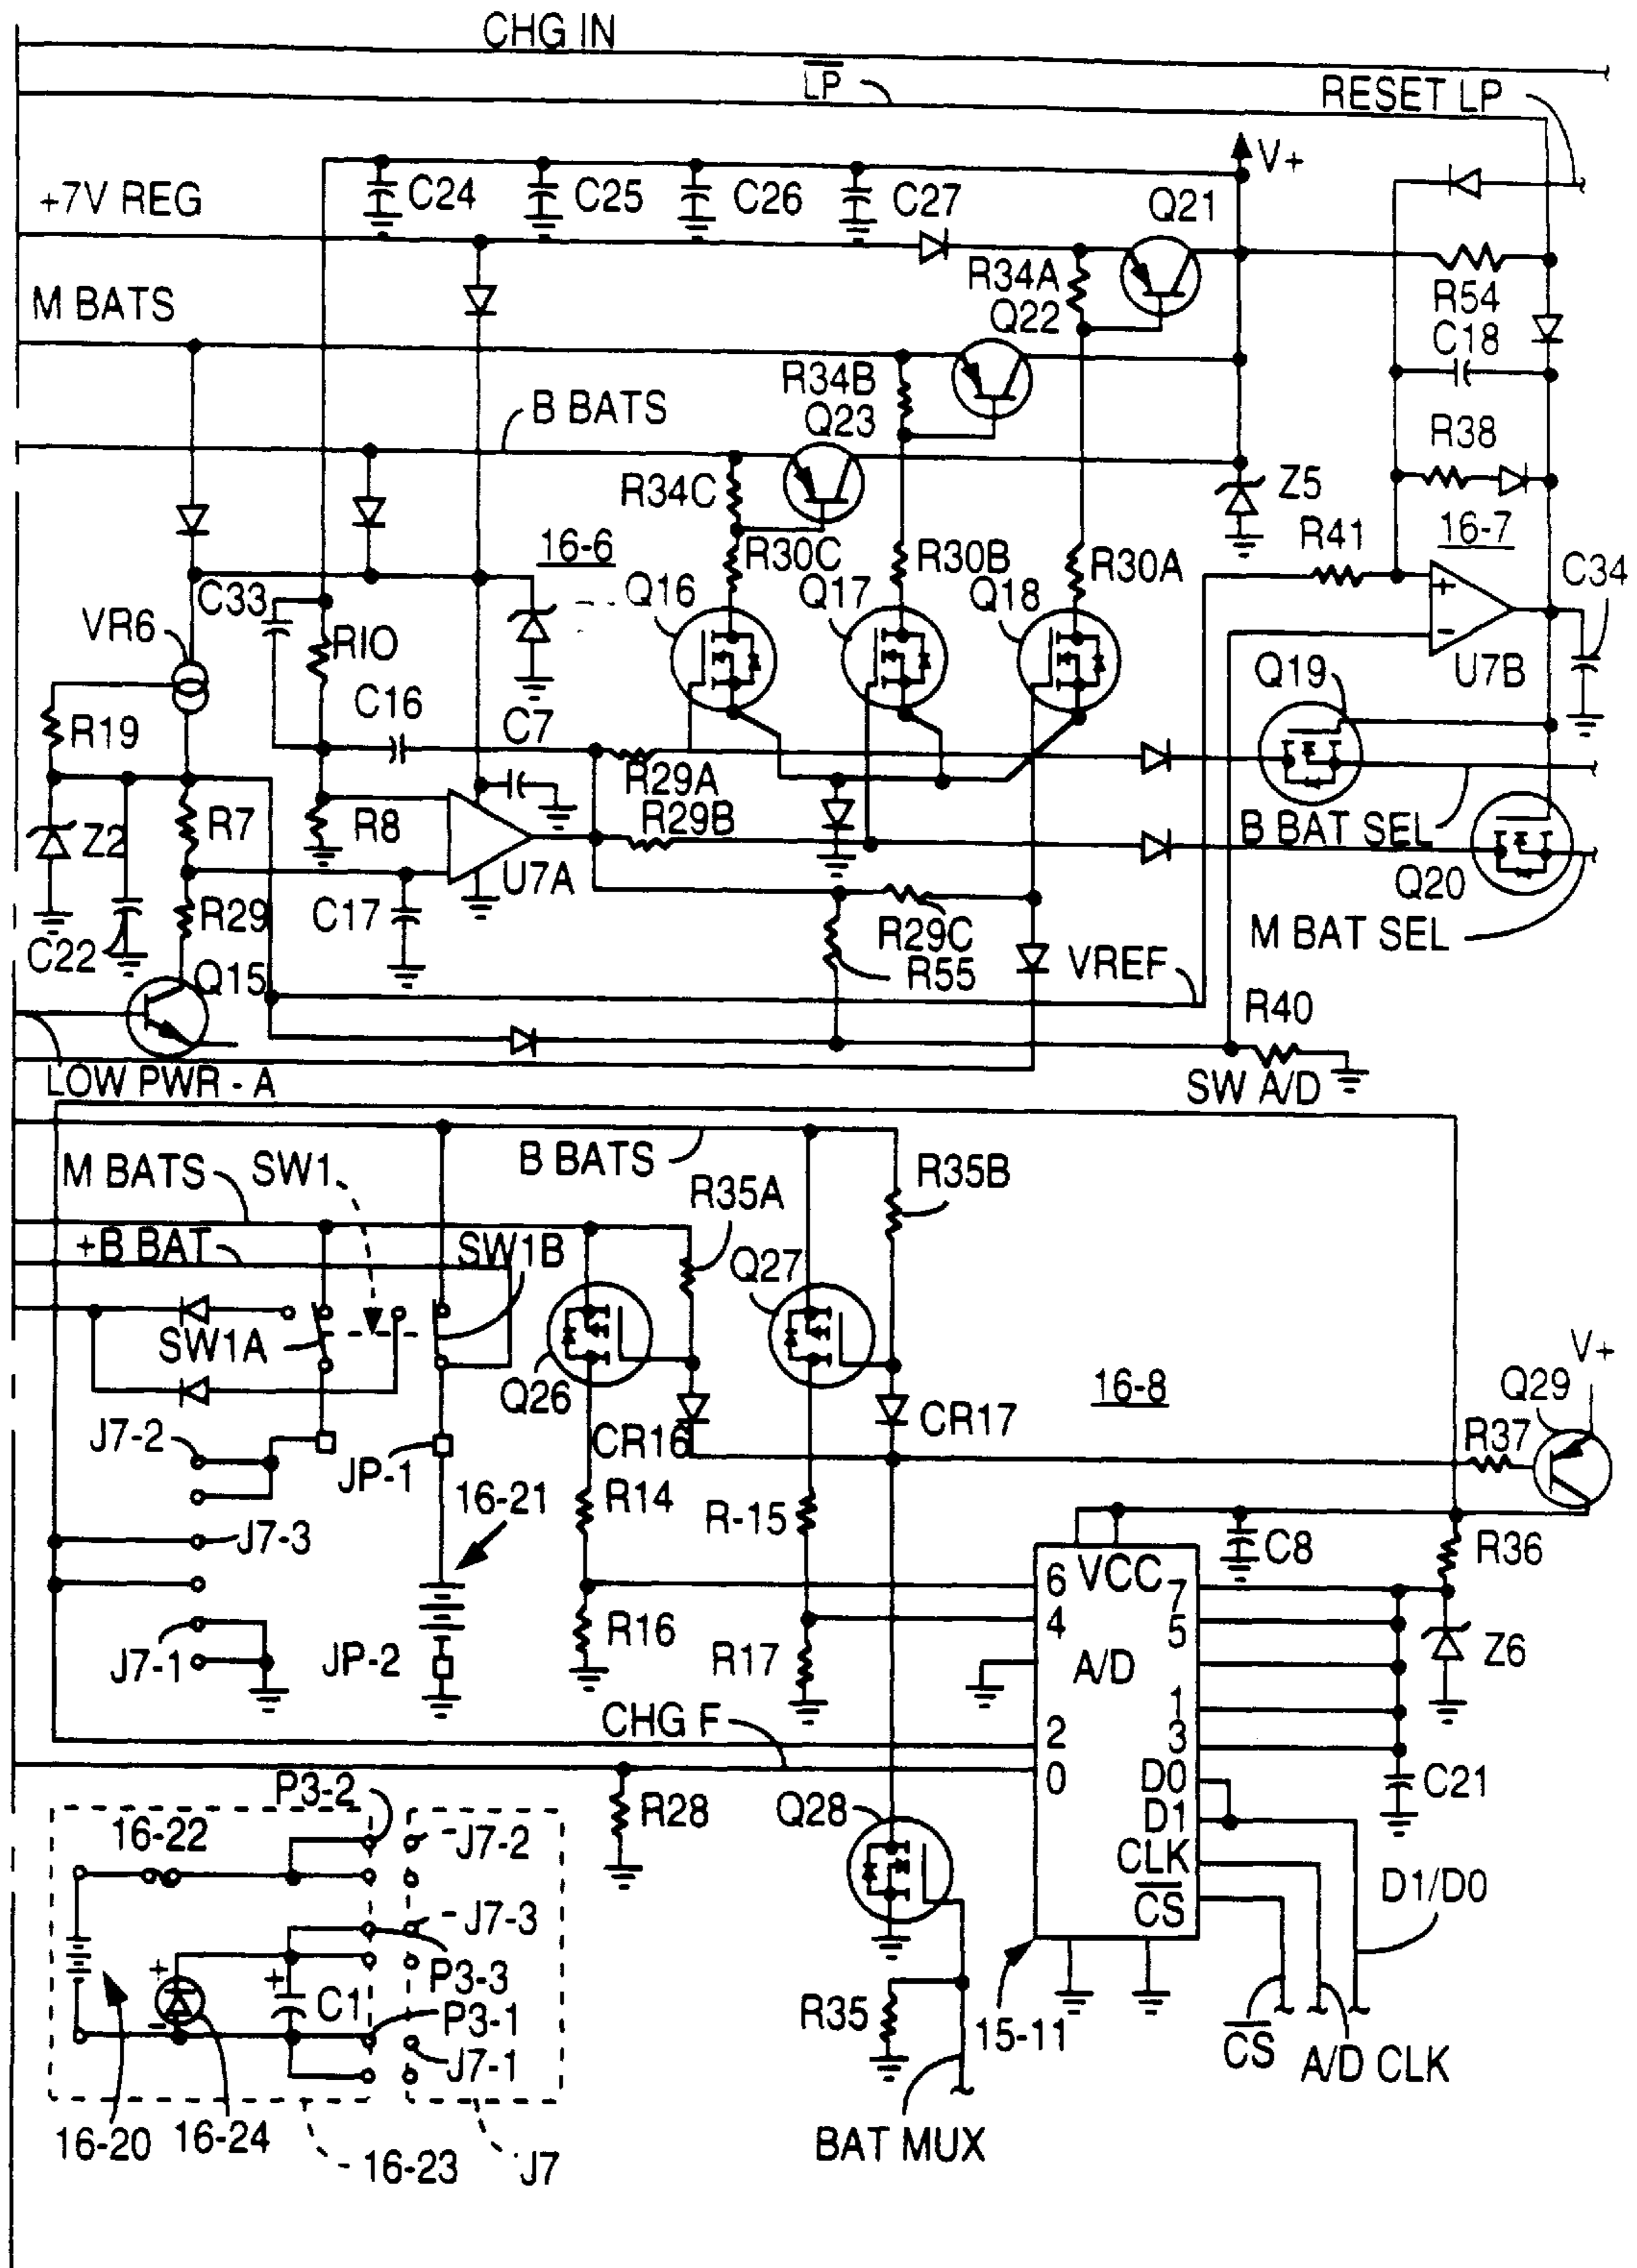 CHG IN
LP
RESET LP
V+
+7V REG
C24
C25
C26
C27
Q21
R34A
Q22
R54
M BATS
C18
R34B
Q23
B BATS
R38
R34C
Z5
16-6
R30C
R30B
R30A
R41
16-7
C33
Q16
Q17
Q18
C34
VR6
R10
+
-
U7B
Q19
C16
C7
R19
R29A
R29B
Z2
R7
R8
B BAT SEL
U7A
Q20
R29
C17
R29C
M BAT SEL
C22
R55
VREF
Q15
R40
LOW PWR - A
SW A/D
M BATS
SW1
B BATS
R35A
R35B
+B BAT
SW1B
Q27
SW1A
V+
Q26
16-8
Q29
CR16
CR17
R37
J7-2
JP-1
16-21
R14
R-15
J7-3
C8
R36
6
VCC
7
4
5
R16
J7-1
JP-2
R17
A/D
Z6
1
CHG F
2
3
0
D0
C21
P3-2
R28
Q28
D1
16-22
J7-2
CLK
D1/D0
CS
J7-3
P3-3
+
+
C1
P3-1
R35
15-11
-
J7-1
CS
A/D CLK
16-20
16-24
16-23
J7
BAT MUX